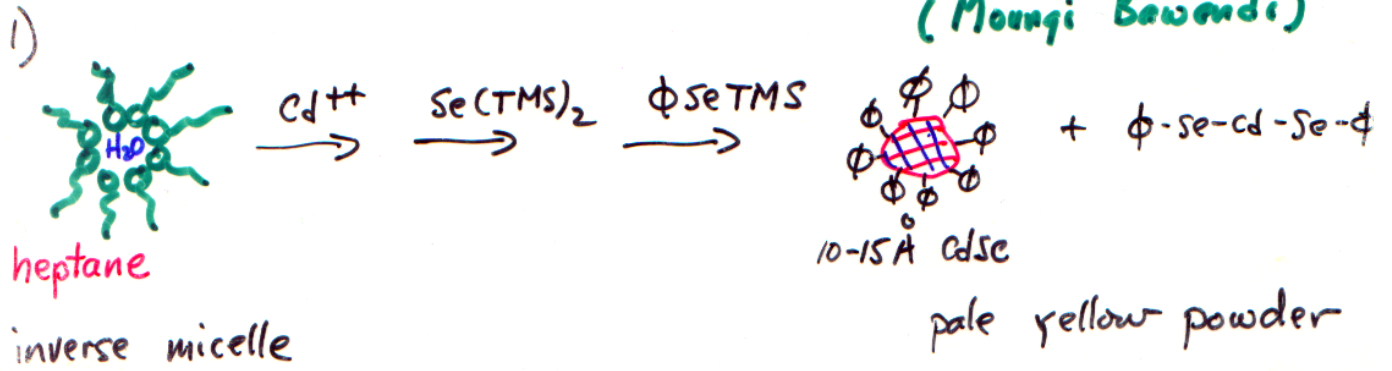 (Moungi Bawendi)
1)
H₂O
Cd++
Se(TMS)₂
ϕSeTMS
ϕ ϕ ϕ ϕ ϕ ϕ ϕ ϕ
+ ϕ-Se-Cd-Se-ϕ
10-15Å CdSe
heptane
pale yellow powder
inverse micelle